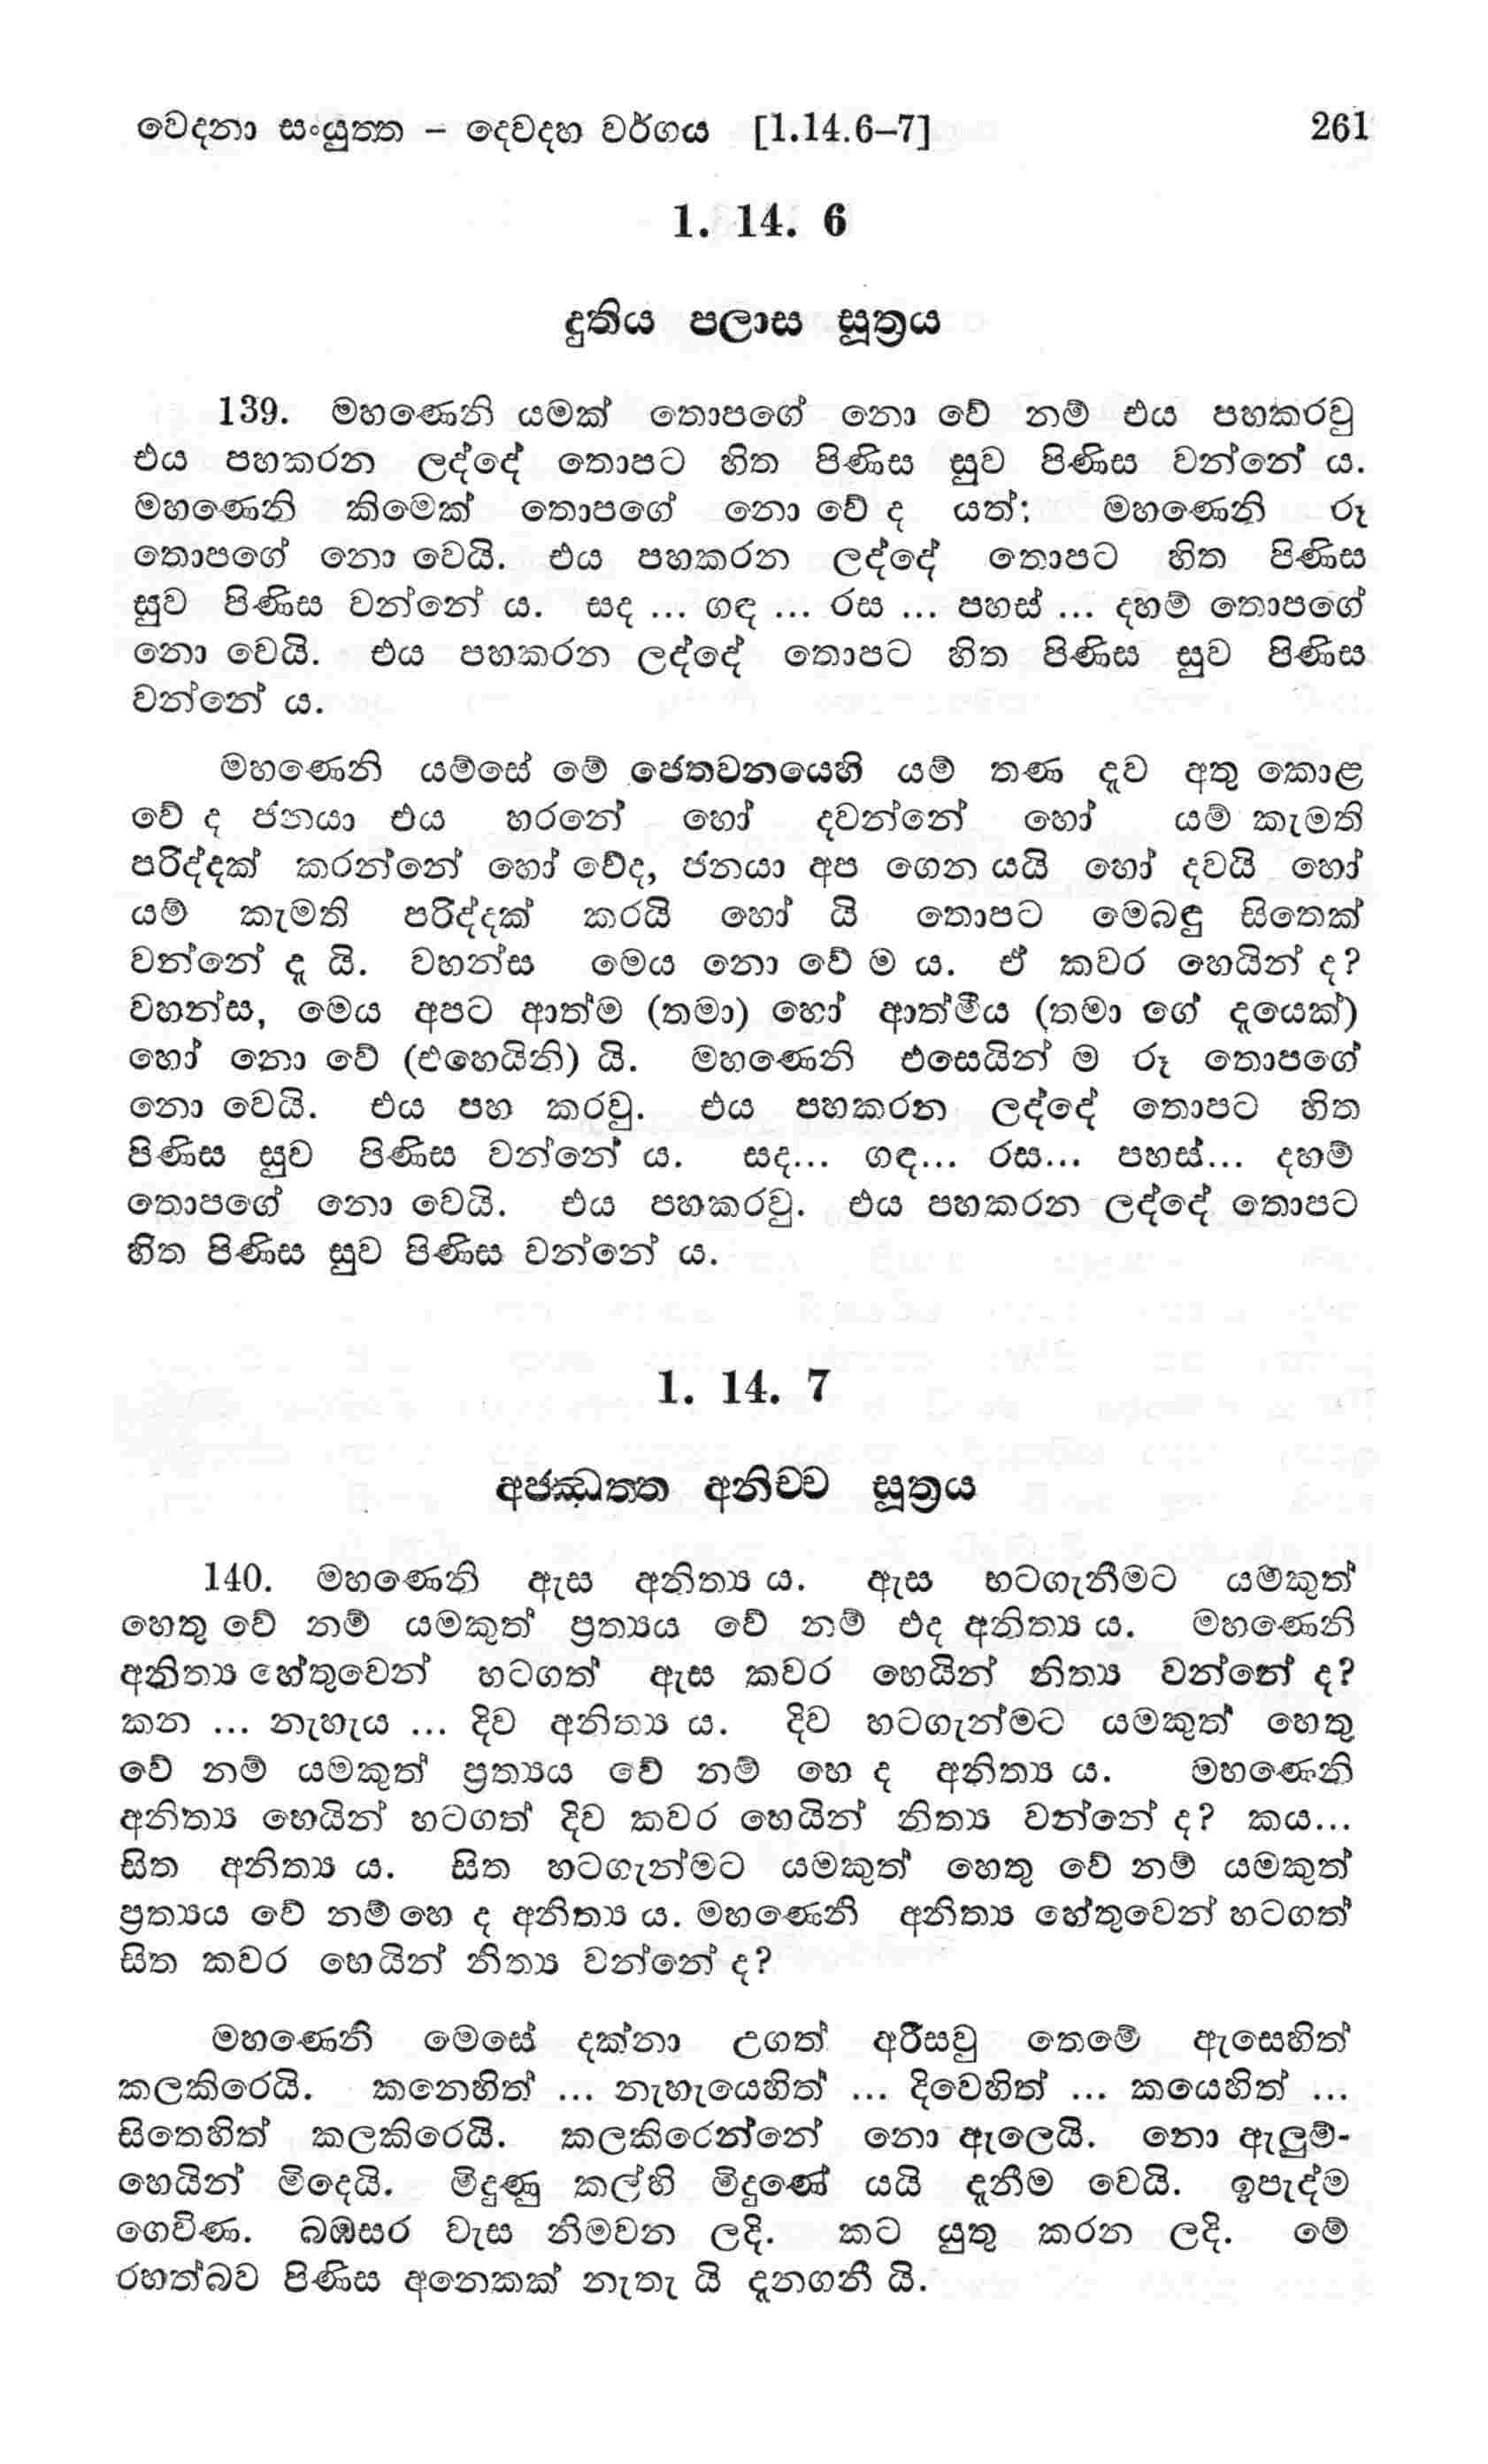 වෙදනා සංයුත්ත – දෙවදහ වර්ගය [1.14.6–7] 261
1. 14. 6
දුතිය පලාස සූත්‍රය
139. මහණෙනි යමක් තොපගේ නො වේ නම් එය පහකරවු
එය පහකරන ලද්දේ තොපට හිත පිණිස සුව පිණිස වන්නේ ය.
මහණෙනි කිමෙක් තොපගේ නො වේ ද යත්: මහණෙනි රූ
තොපගේ නො වෙයි. එය පහකරන ලද්දේ තොපට හිත පිණිස
සුව පිණිස වන්නේ ය. සද ... ගඳ ... රස ... පහස් ... දහම් තොපගේ
නො වෙයි. එය පහකරන ලද්දේ තොපට හිත පිණිස සුව පිණිස
වන්නේ ය.
මහණෙනි යම්සේ මේ ජෙතවනයෙහි යම් තණ දැව අතු කොළ
වේ ද ජනයා එය හරනේ හෝ දවන්නේ හෝ යම් කැමති
පරිද්දක් කරන්නේ හෝ වේද, ජනයා අප ගෙන යයි හෝ දවයි හෝ
යම් කැමති පරිද්දක් කරයි හෝ යි තොපට මෙබඳු සිතෙක්
වන්නේ දැ යි. වහන්ස මෙය නො වේ ම ය. ඒ කවර හෙයින් ද?
වහන්ස, මෙය අපට ආත්ම (තමා) හෝ ආත්මීය (තමා ගේ දැයෙක්)
හෝ නො වේ (එහෙයිනි) යි. මහණෙනි එසෙයින් ම රූ තොපගේ
නො වෙයි. එය පහ කරවු. එය පහකරන ලද්දේ තොපට හිත
පිණිස සුව පිණිස වන්නේ ය. සද... ගඳ... රස... පහස්... දහම්
තොපගේ නො වෙයි. එය පහකරවු. එය පහකරන ලද්දේ තොපට
හිත පිණිස සුව පිණිස වන්නේ ය.
1. 14. 7
අජ්ඣත්ත අනිච්ච සූත්‍රය
140. මහණෙනි ඇස අනිත්‍ය ය. ඇස හටගැනීමට යමකුත්
හෙතු වේ නම් යමකුත් ප්‍රත්‍යය වේ නම් එද අනිත්‍ය ය. මහණෙනි
අනිත්‍ය හේතුවෙන් හටගත් ඇස කවර හෙයින් නිත්‍ය වන්නේ ද?
කන ... නැහැය ... දිව අනිත්‍ය ය. දිව හටගැන්මට යමකුත් හෙතු
වේ නම් යමකුත් ප්‍රත්‍යය වේ නම් හෙ ද අනිත්‍ය ය. මහණෙනි
අනිත්‍ය හෙයින් හටගත් දිව කවර හෙයින් නිත්‍ය වන්නේ ද? කය...
සිත අනිත්‍ය ය. සිත හටගැන්මට යමකුත් හෙතු වේ නම් යමකුත්
ප්‍රත්‍යය වේ නම් හෙ ද අනිත්‍ය ය. මහණෙනි අනිත්‍ය හේතුවෙන් හටගත්
සිත කවර හෙයින් නිත්‍ය වන්නේ ද?
මහණෙනි මෙසේ දක්නා උගත් අරීසවු තෙමේ ඇසෙහිත්
කලකිරෙයි. කනෙහිත් ... නැහැයෙහිත් ... දිවෙහිත් ... කයෙහිත් ...
සිතෙහිත් කලකිරෙයි. කලකිරෙන්නේ නො ඇලෙයි. නො ඇලුම්-
හෙයින් මිදෙයි. මිදුණු කල්හි මිදුණේ යයි දැනීම වෙයි. ඉපැද්ම
ගෙවිණ. බඹසර වැස නිමවන ලදි. කට යුතු කරන ලදි. මේ
රහත්බව පිණිස අනෙකක් නැතැ යි දැනගනී යි.